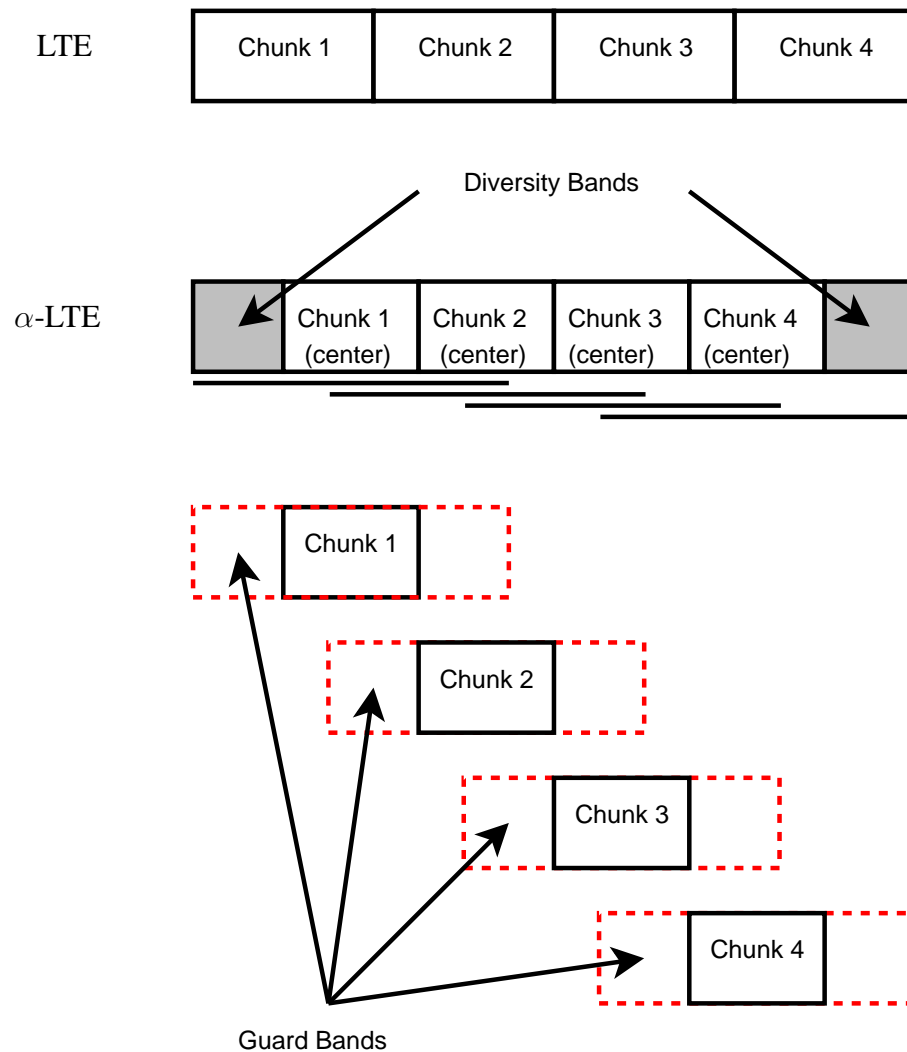 LTE
Chunk 1
Chunk 2
Chunk 3
Chunk 4
Diversity Bands
α-LTE
Chunk 1
(center)
Chunk 2
(center)
Chunk 3
(center)
Chunk 4
(center)
Chunk 1
Chunk 2
Chunk 3
Chunk 4
Guard Bands